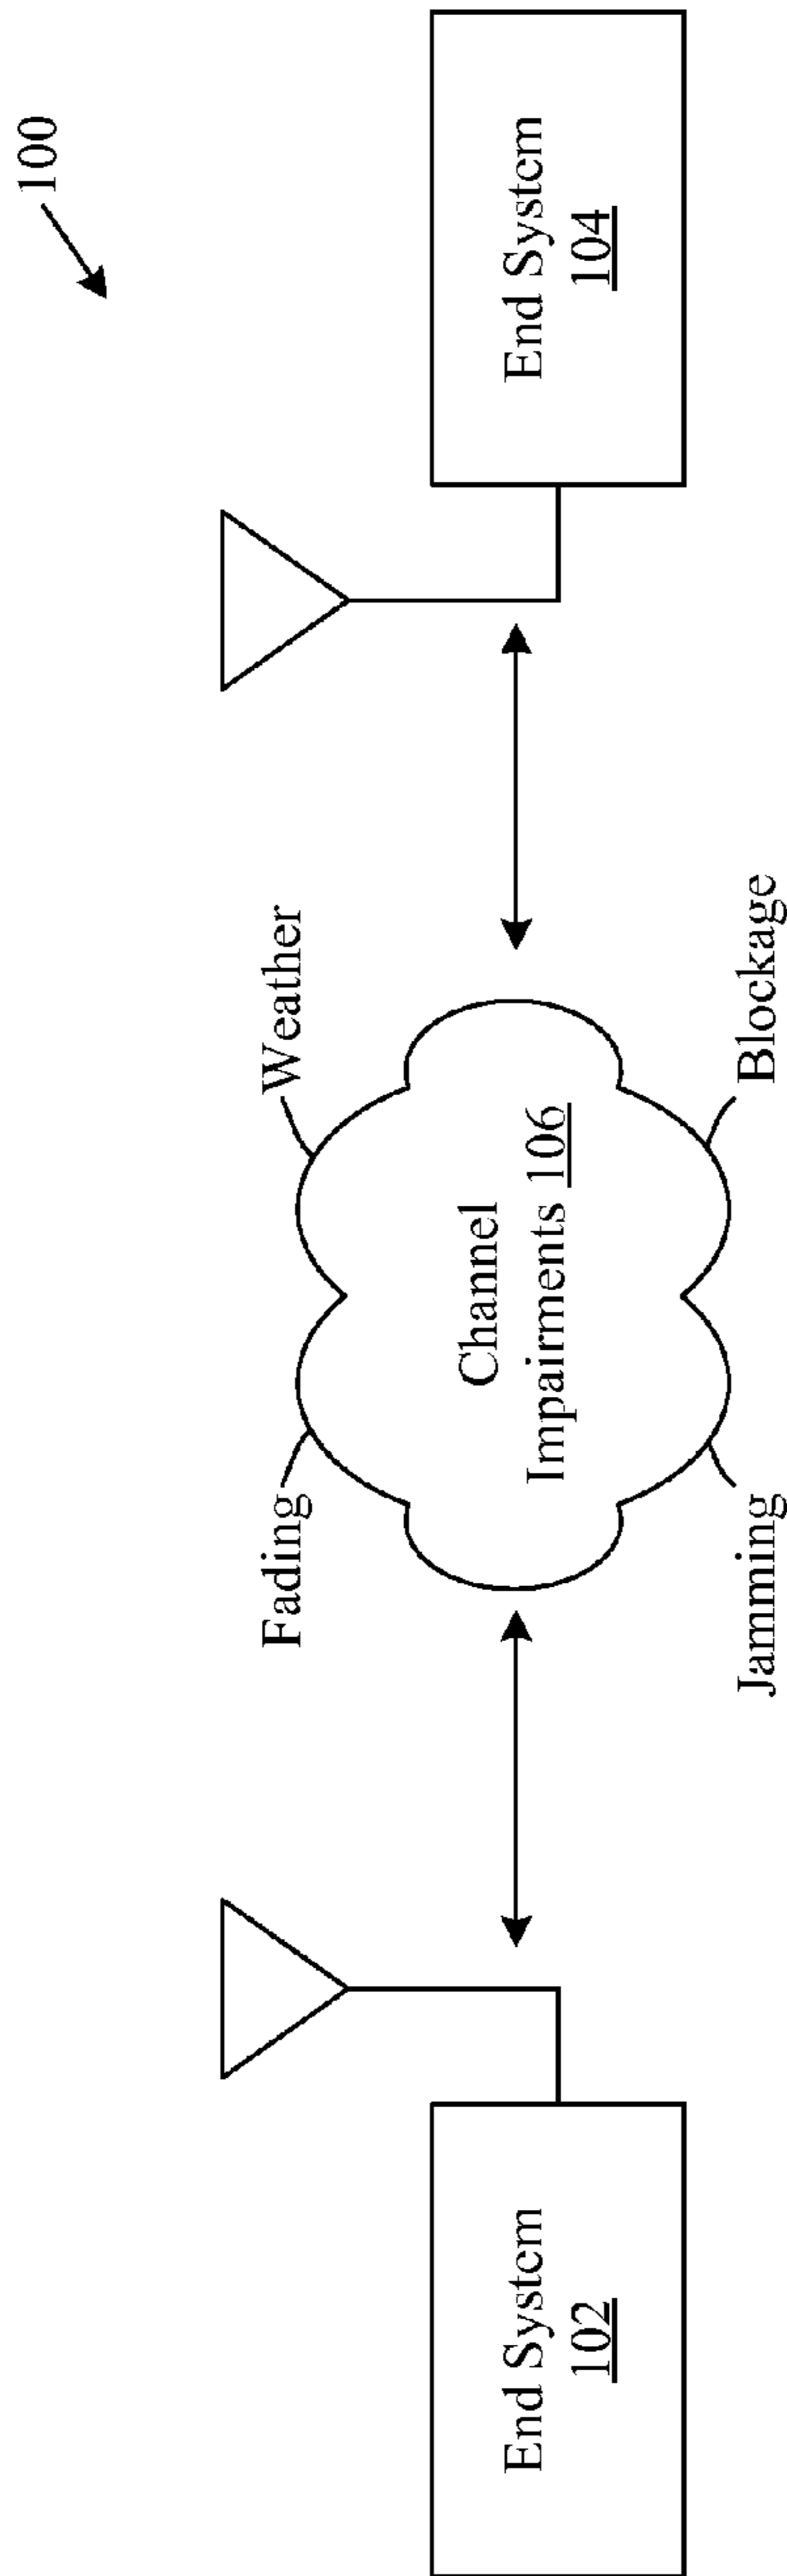 100
Fading
Weather
End System
102
Channel
Impairments 106
End System
104
Jamming
Blockage